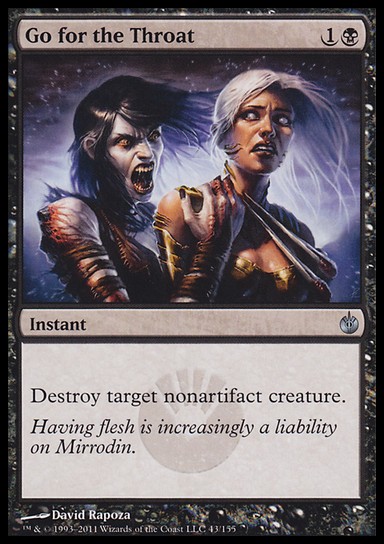 Go for the Throat 1
Instant
Destroy target nonartifact creature.
Having flesh is increasingly a liability
on Mirrodin.
David Rapoza
™ & © 1993–2011 Wizards of the Coast LLC 43/155